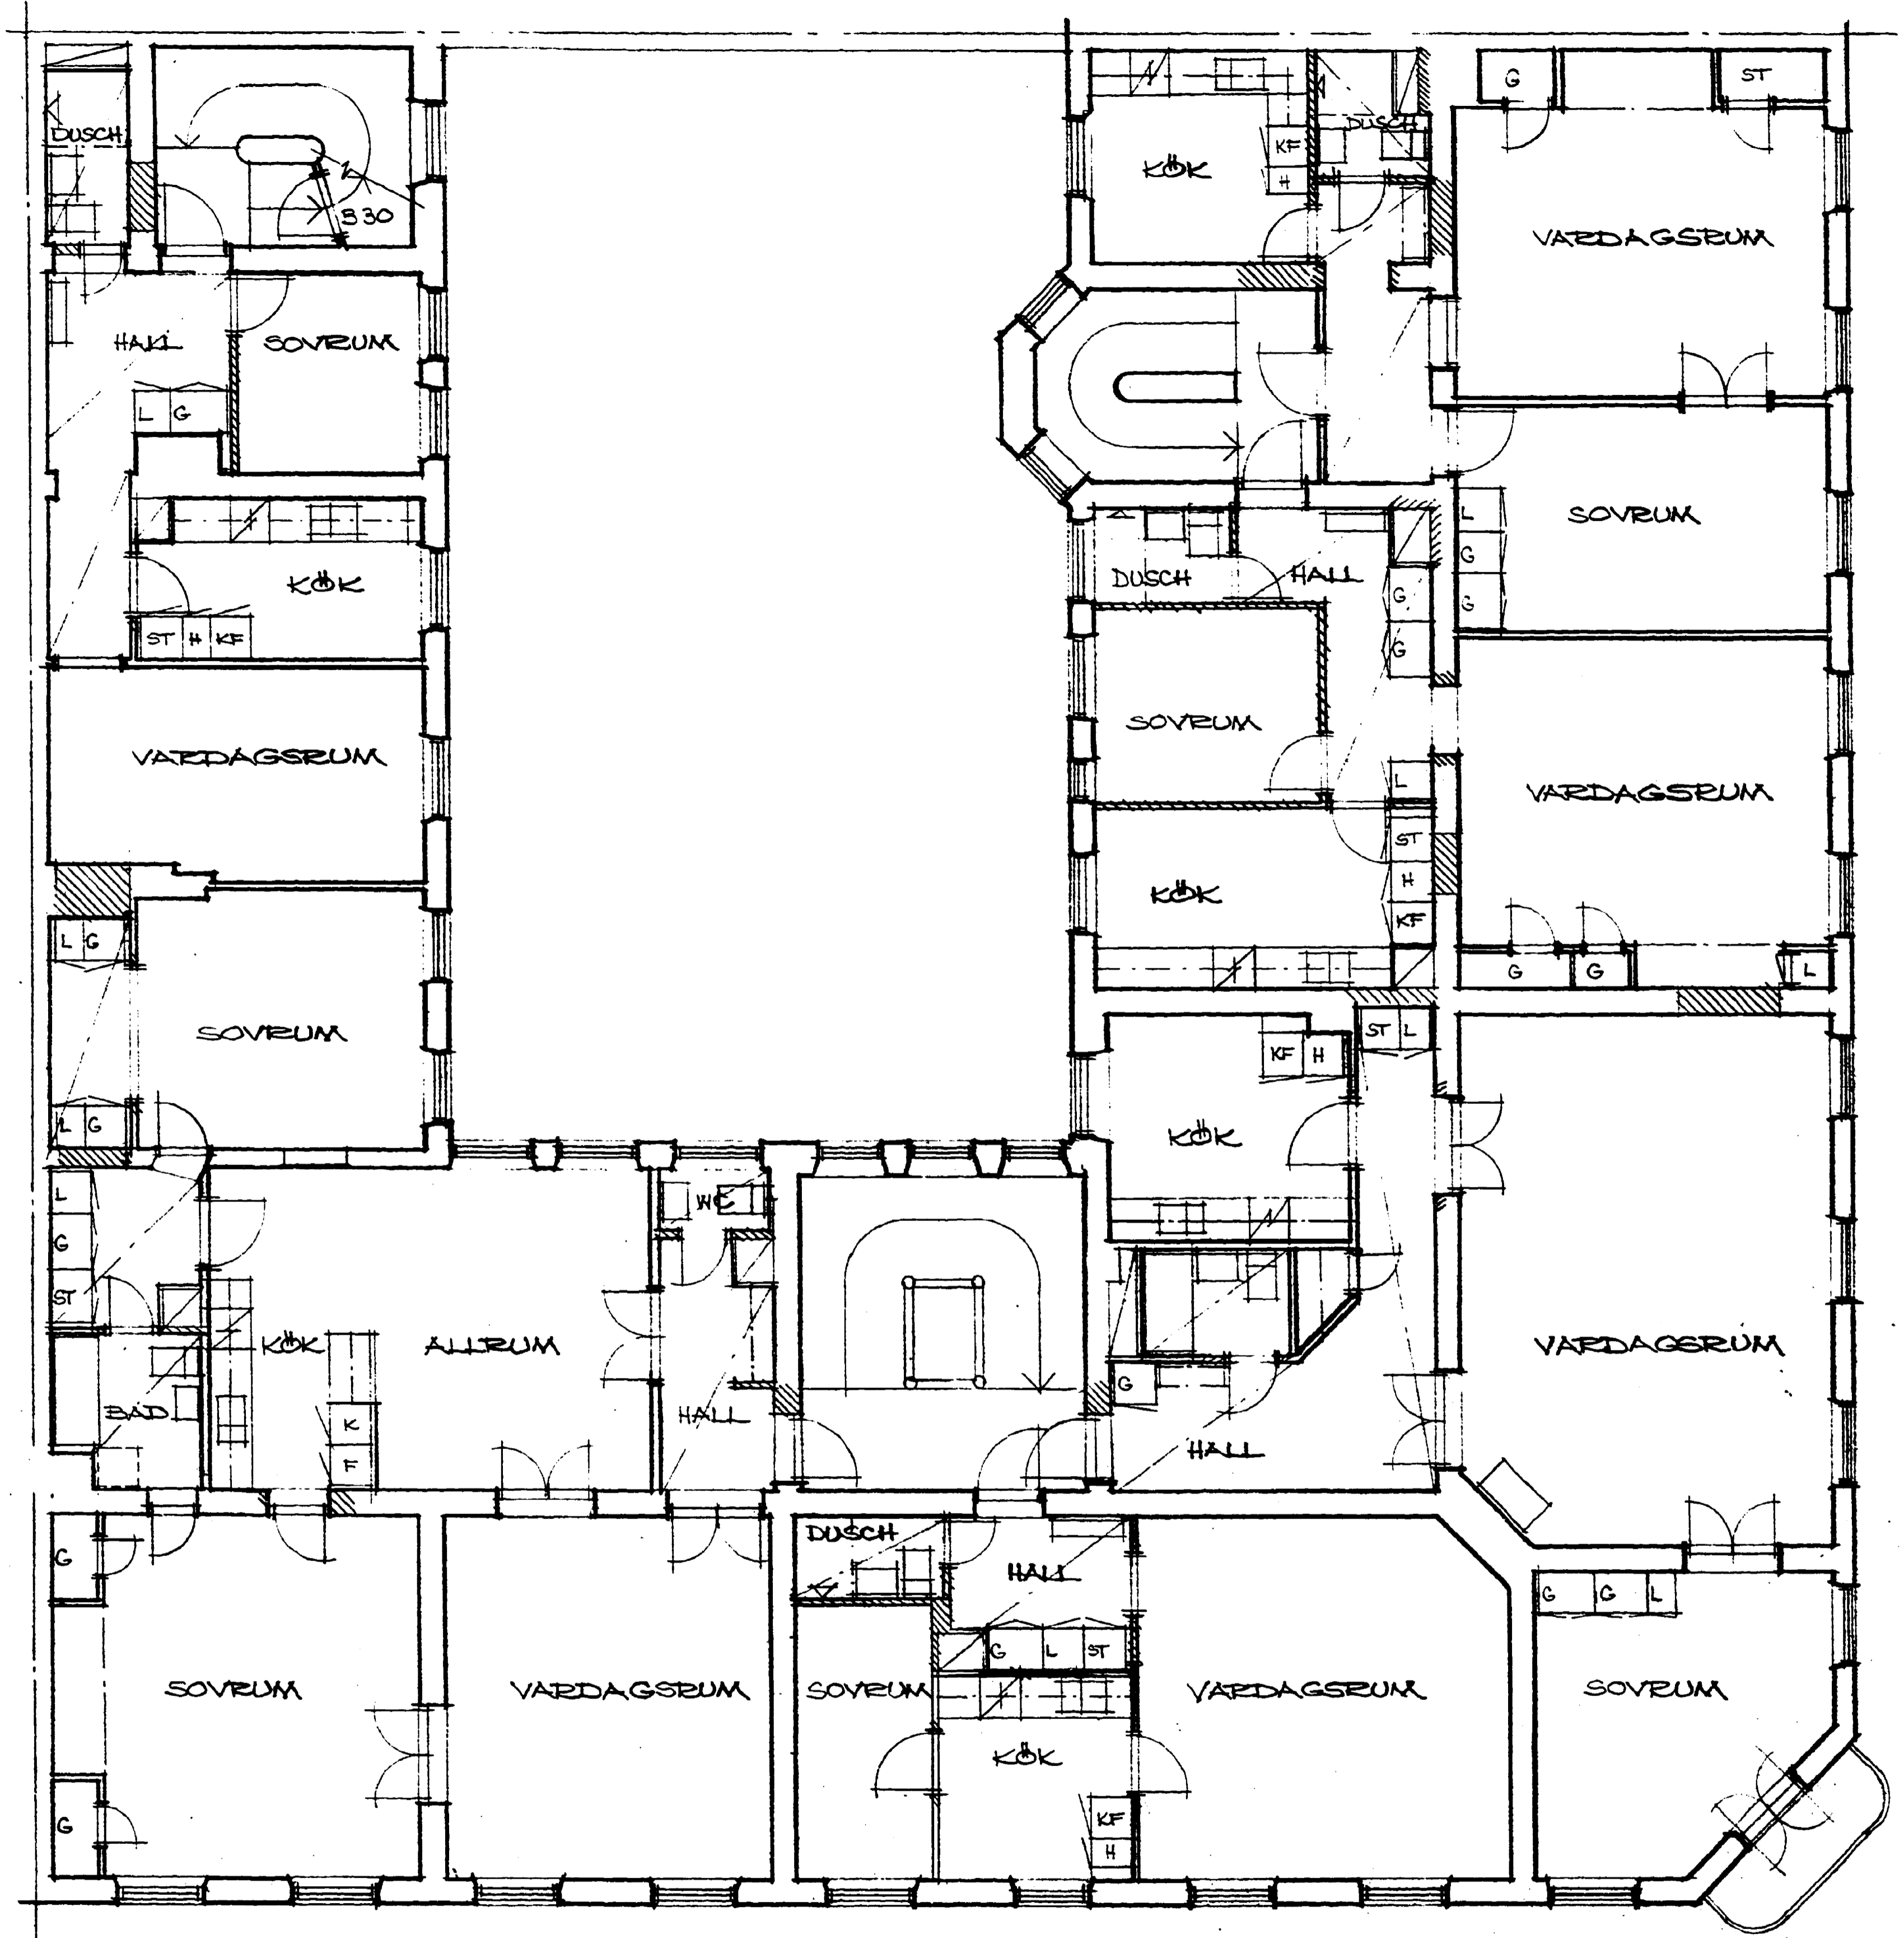 G
ST
DUSCH
DUSCH
KF
KÖK
H
B30
VARDAGSRUM
HALL
SOVRUM
L G
L
SOVRUM
G
DUSCH
HALL
KÖK
G
G
ST H KF
G
SOVRUM
VARDAGSRUM
L
VARDAGSRUM
ST
H
KÖK
KF
L G
G
G
L
SOVRUM
ST L
KF H
L G
KÖK
L
WC
G
ST
KÖK
ALLRUM
VARDAGSRUM
G
BAD
K
HALL
HALL
F
DUSCH
G
HALL
G
G
L
G
L
ST
SOVRUM
VARDAGSRUM
SOVRUM
VARDAGSRUM
SOVRUM
KÖK
KF
G
H